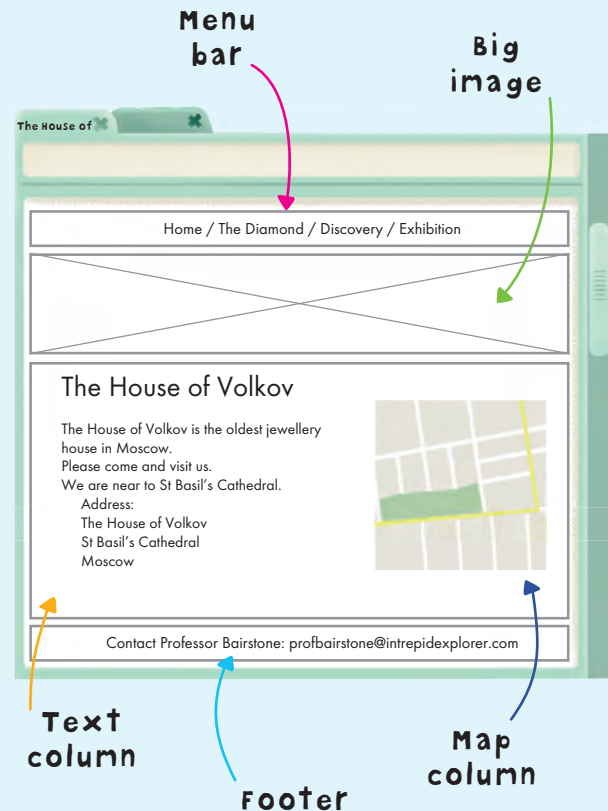 Menu
bar
Big
image
The House of
Home / The Diamond / Discovery / Exhibition
The House of Volkov
The House of Volkov is the oldest jewellery
house in Moscow.
Please come and visit us.
We are near to St Basil's Cathedral.
Address:
The House of Volkov
St Basil's Cathedral
Moscow
Contact Professor Bairstone: profbairstone@intrepidexplorer.com
Text
column
Footer
Map
column